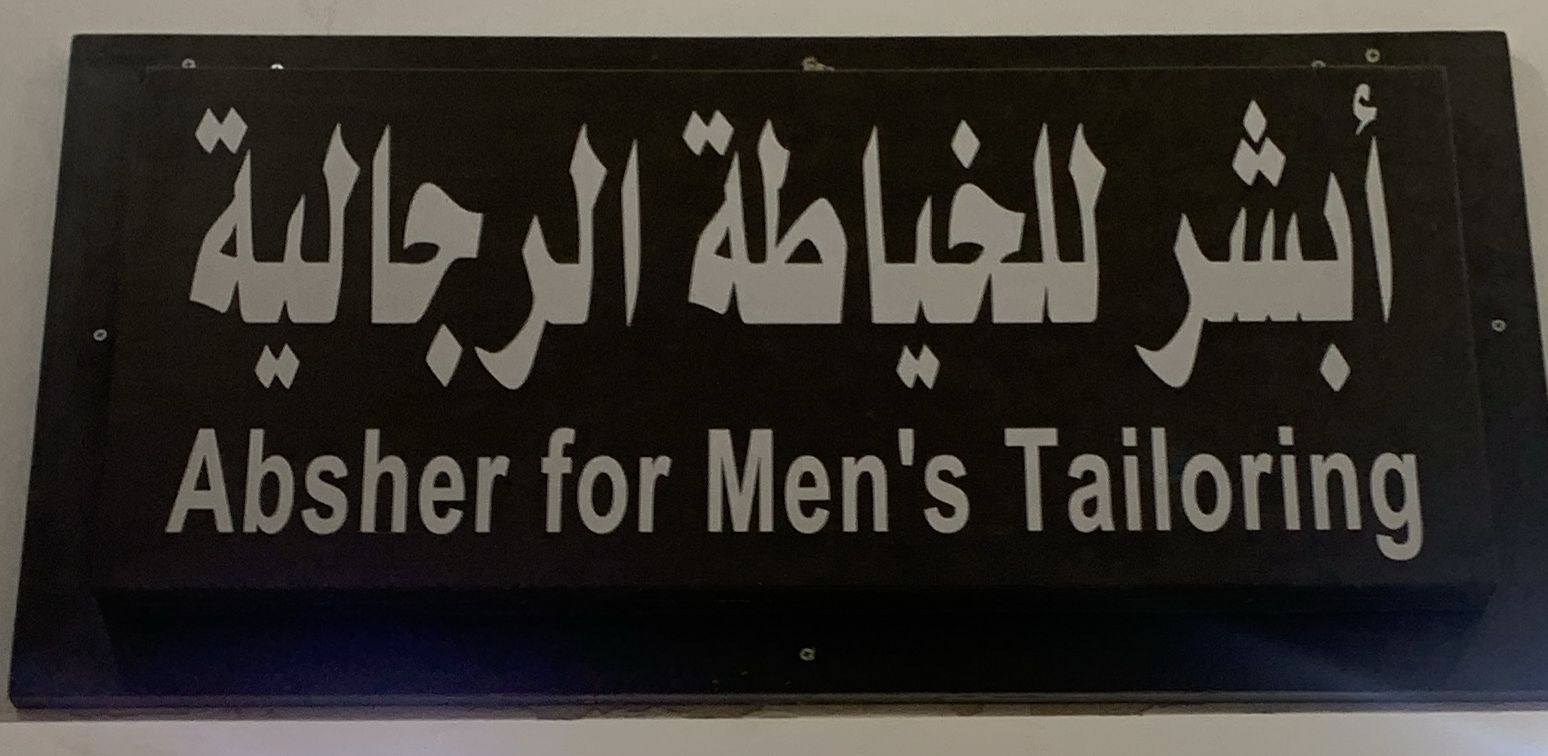 أبشر للخياطة الرجالية
Absher for Men's Tailoring